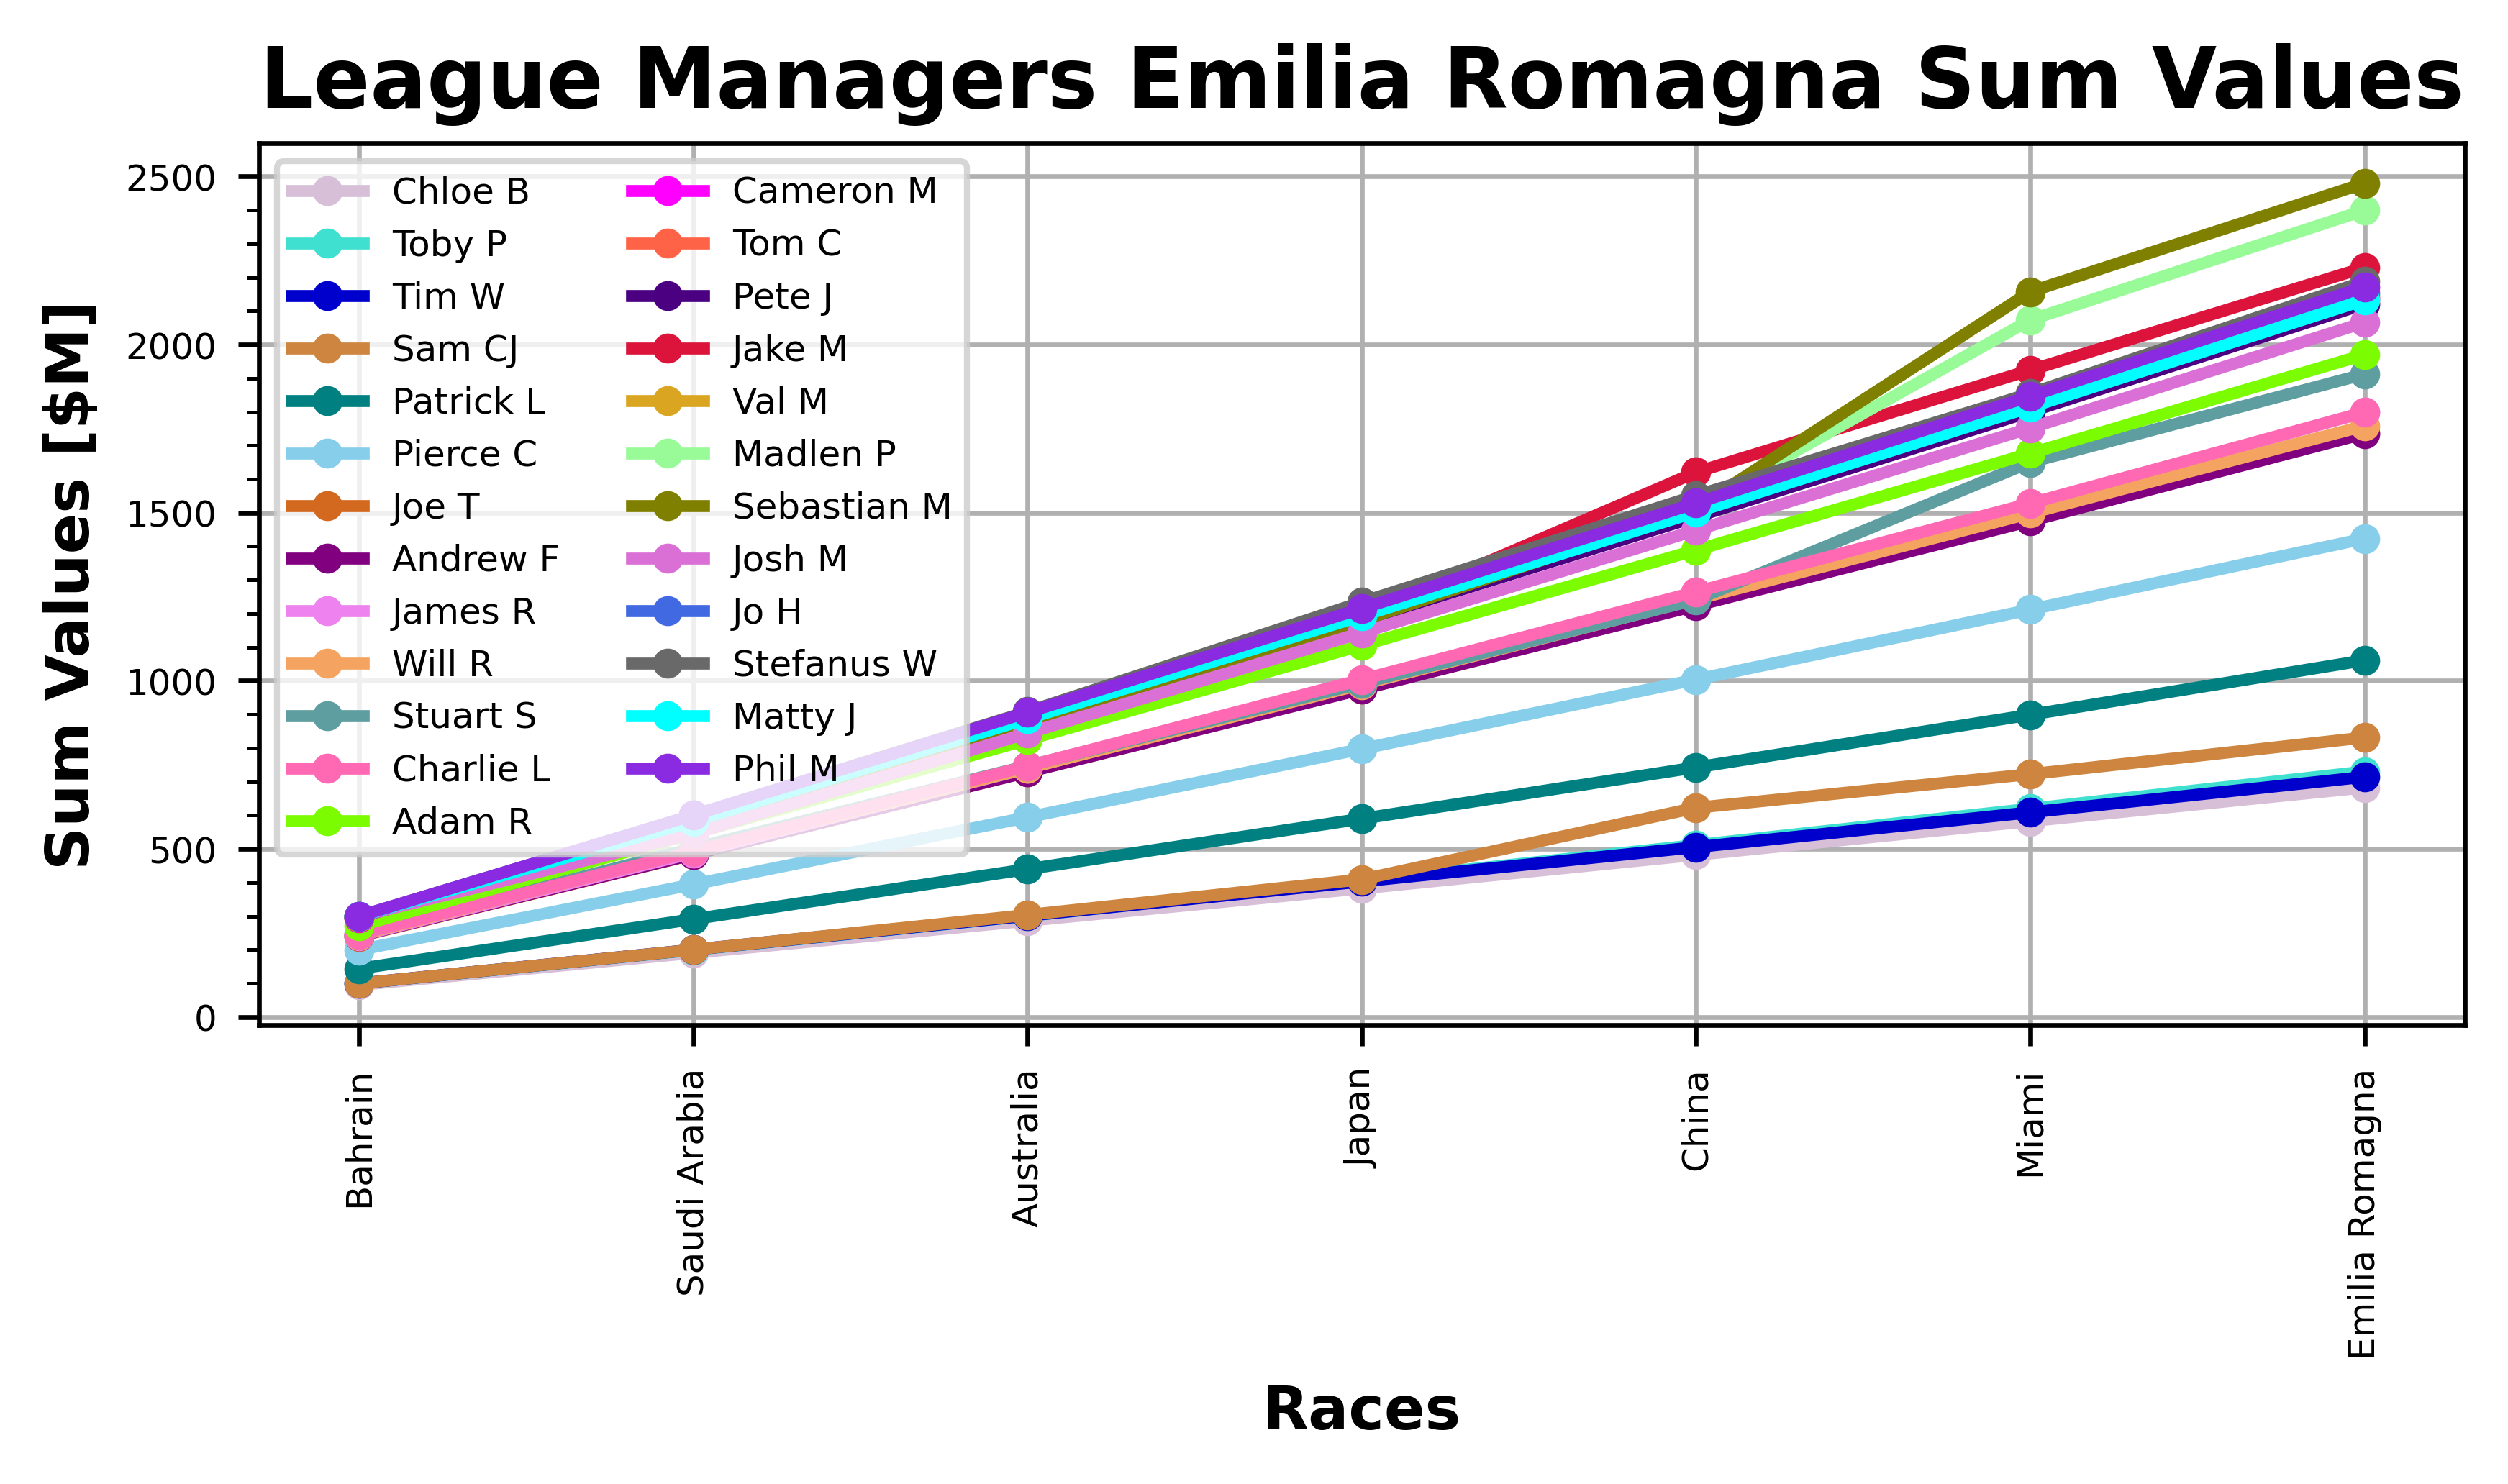 League Managers Emilia Romagna Sum Values
Sum Values [$M]
2500
2000
1500
1000
500
0
Chloe B
Toby P
Tim W
Sam CJ
Patrick L
Pierce C
Joe T
Andrew F
James R
Will R
Stuart S
Charlie L
Adam R
Cameron M
Tom C
Pete J
Jake M
Val M
Madlen P
Sebastian M
Josh M
Jo H
Stefanus W
Matty J
Phil M
Bahrain
Saudi Arabia
Australia
Japan
China
Miami
Emilia Romagna
Races